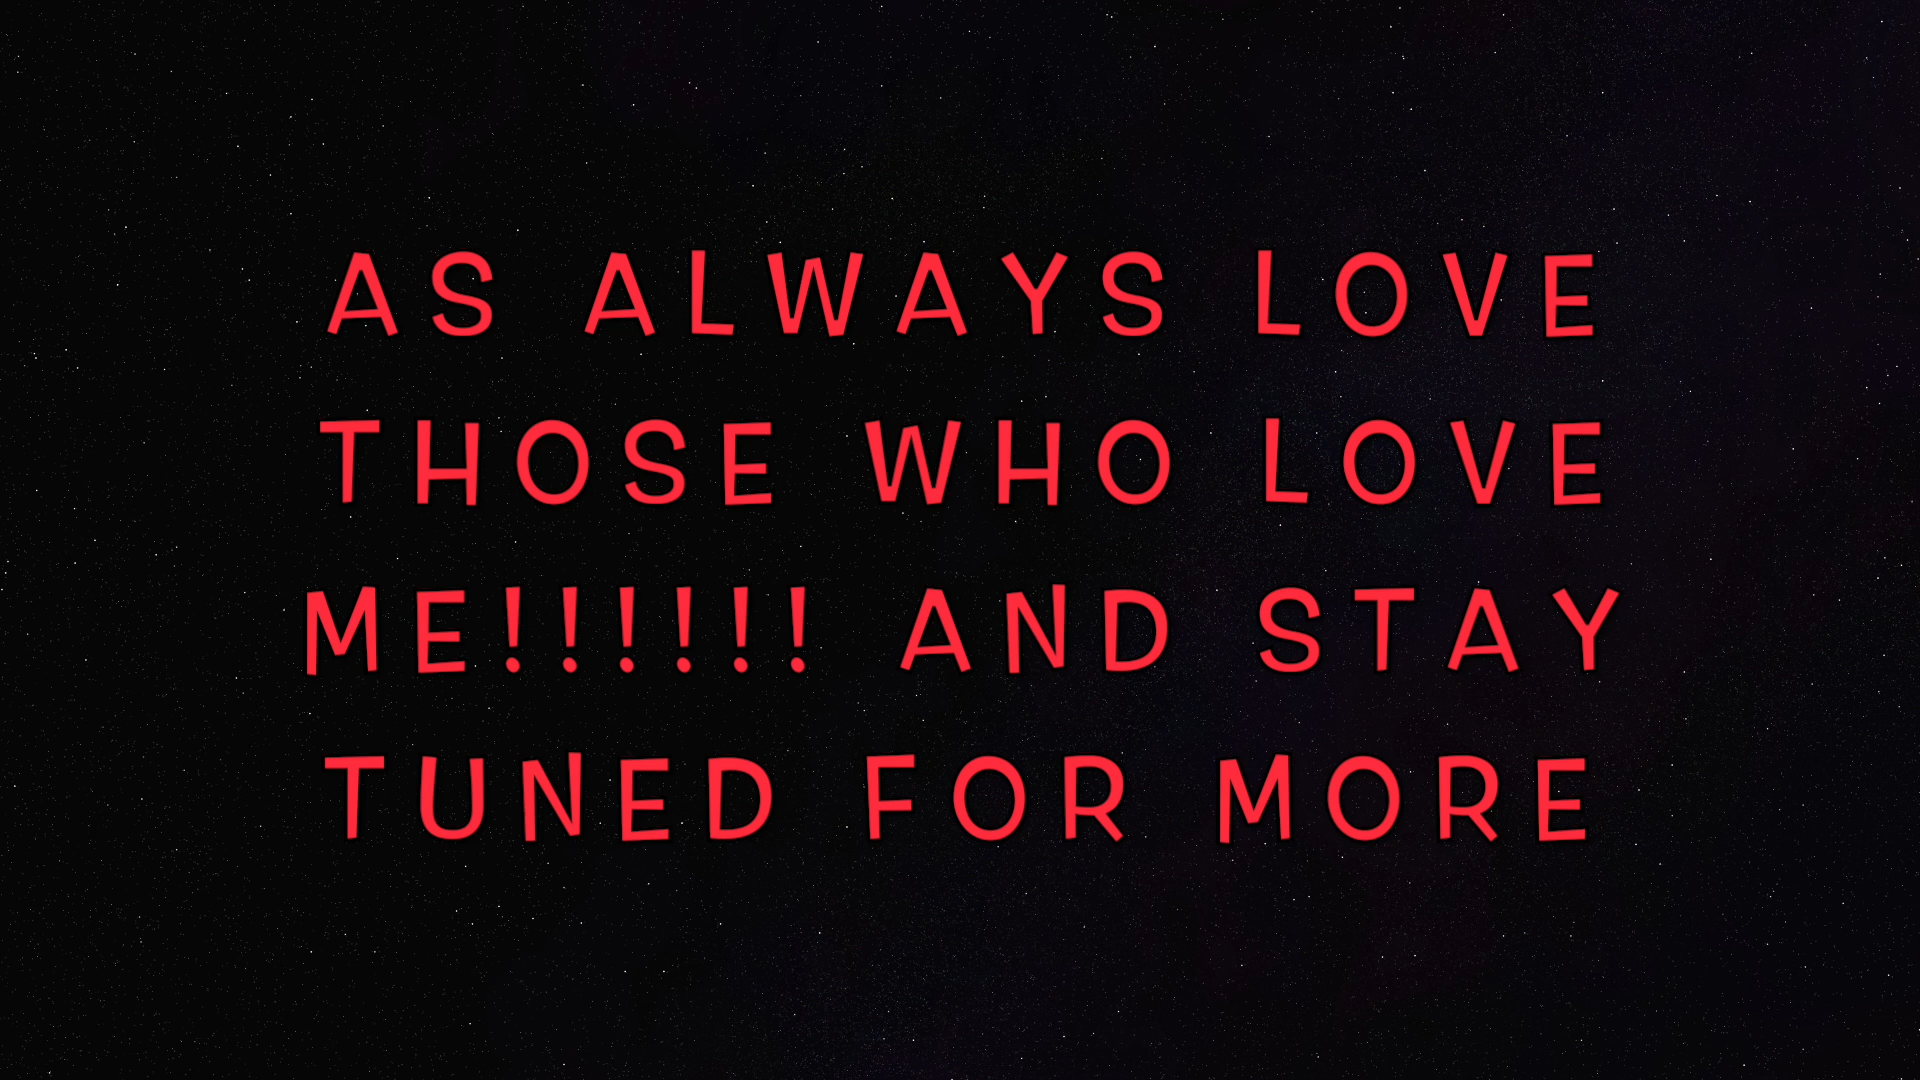 AS ALWAYS LOVE
THOSE WHO LOVE
ME!!!!!! AND STAY
TUNED FOR MORE